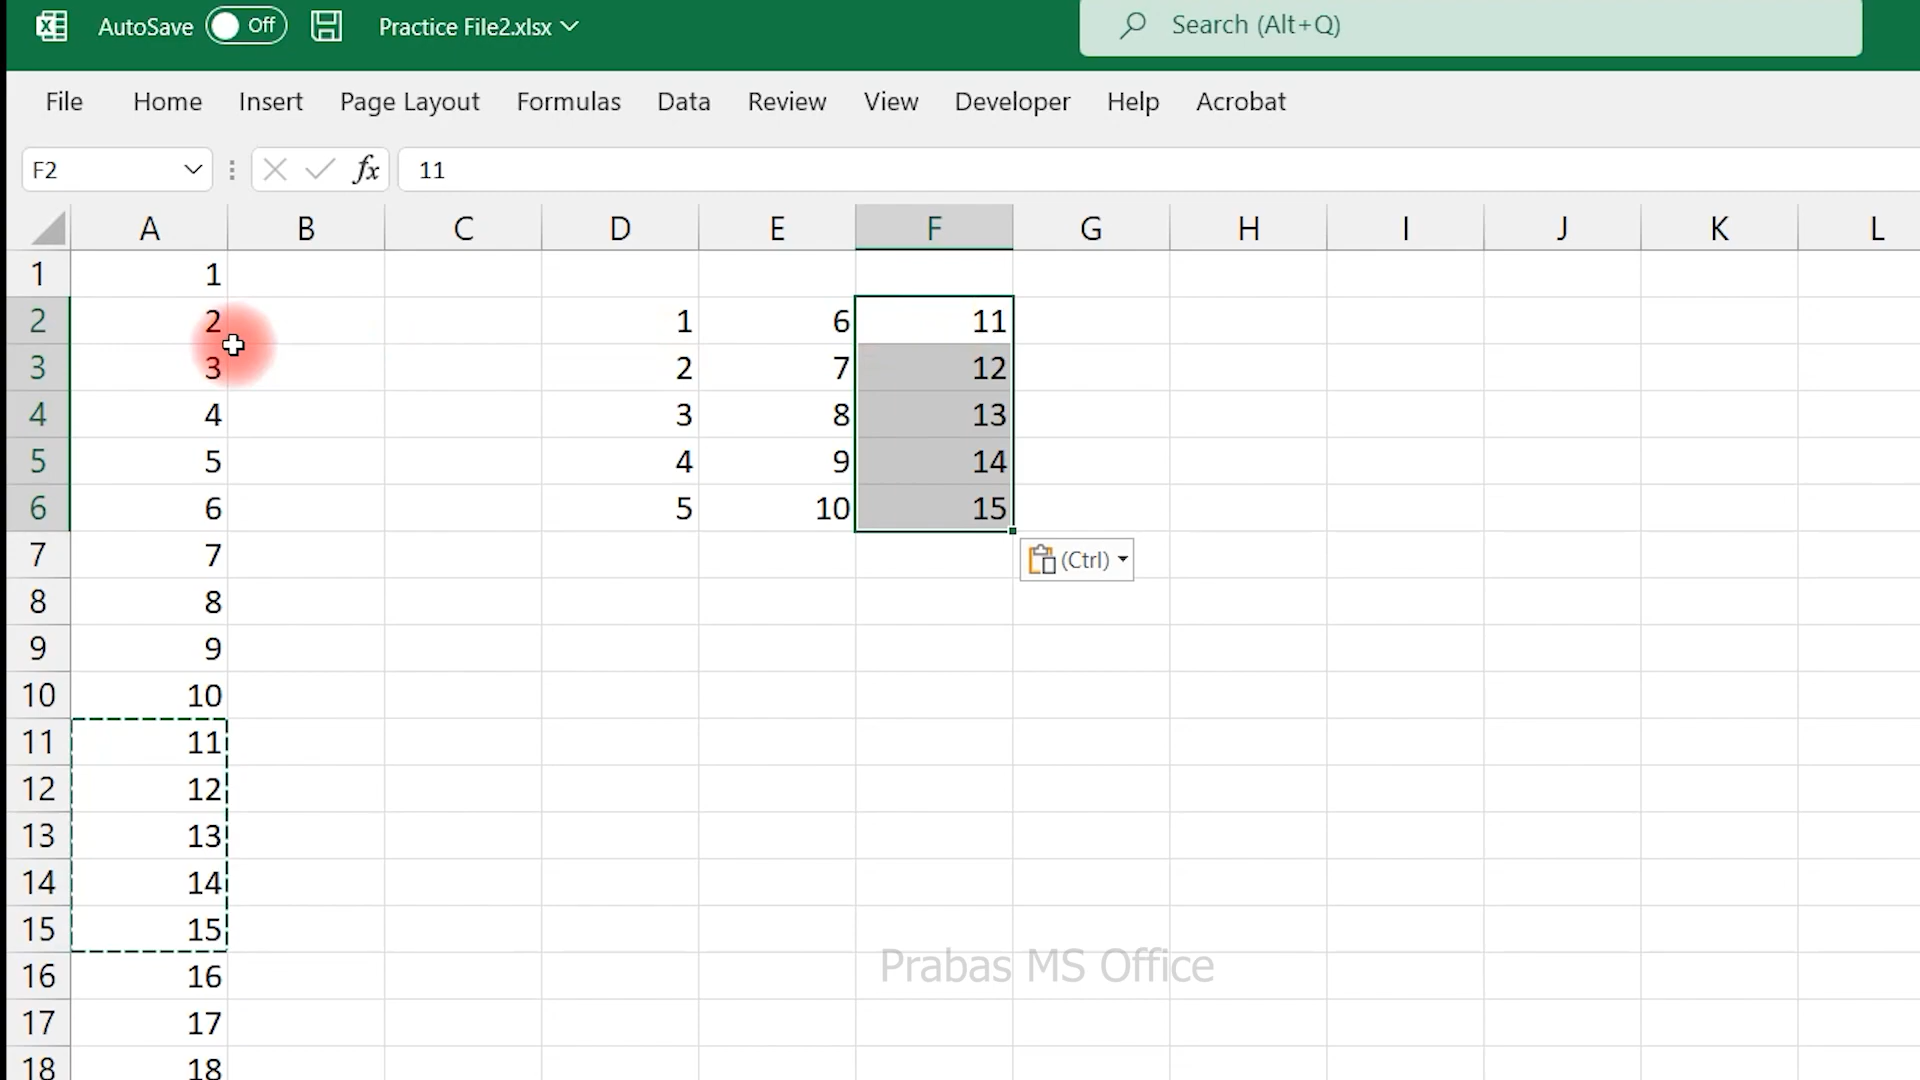 AutoSave Off Practice File2.xlsx Search (Alt+Q)
File Home Insert Page Layout Formulas Data Review View Developer Help Acrobat
F2 fx 11
A B C D E F G H I J K L
1 1
2 2 1 6 11
3 3 2 7 12
4 4 3 8 13
5 5 4 9 14
6 6 5 10 15
7 7 (Ctrl)
8 8
9 9
10 10
11 11
12 12
13 13
14 14
15 15
Prabas MS Office
16 16
17 17
18 18